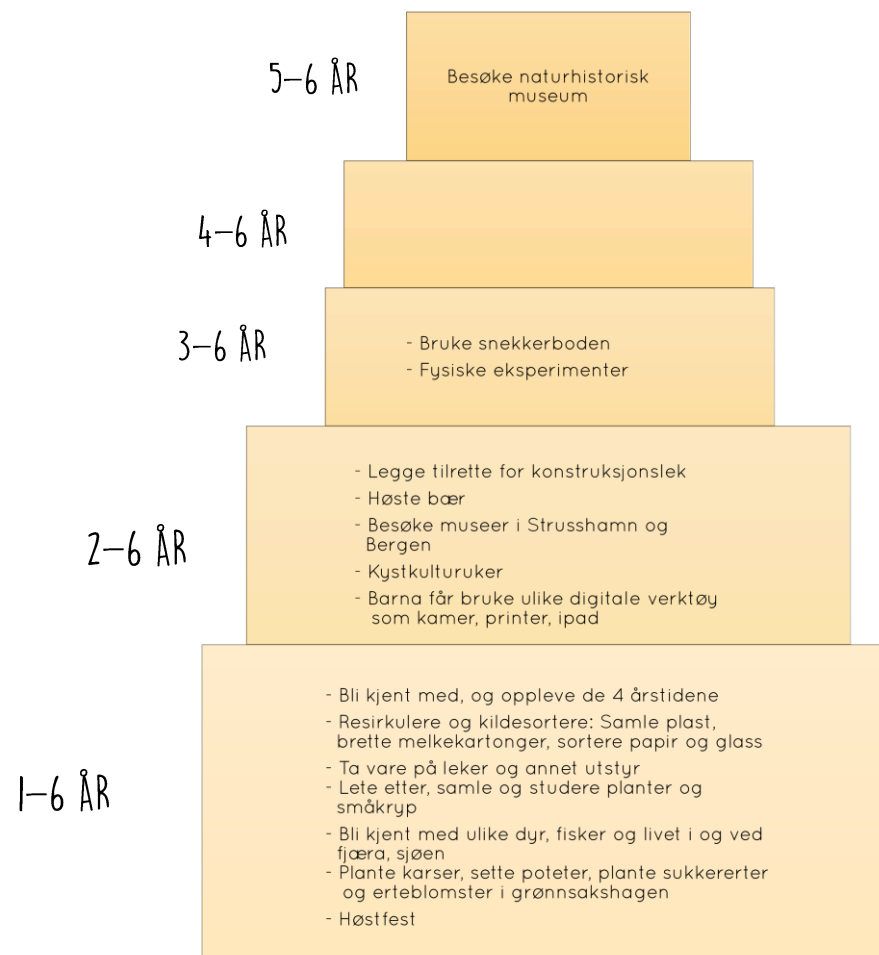 5-6 ÅR
Besøke naturhistorisk
museum
4-6 ÅR
3-6 ÅR
- Bruke snekkerboden
- Fysiske eksperimenter
2-6 ÅR
- Legge tilrette for konstruksjonslek
- Høste bær
- Besøke museer i Strusshamn og
Bergen
- Kystkulturuker
- Barna får bruke ulike digitale verktøy
som kamer, printer, ipad
1-6 ÅR
- Bli kjent med, og oppleve de 4 årstidene
- Resirkulere og kildesortere: Samle plast,
brette melkekartonger, sortere papir og glass
- Ta vare på leker og annet utstyr
- Lete etter, samle og studere planter og
småkryp
- Bli kjent med ulike dyr, fisker og livet i og ved
fjæra, sjøen
- Plante karser, sette poteter, plante sukkererter
og erteblomster i grønnsakshagen
- Høstfest